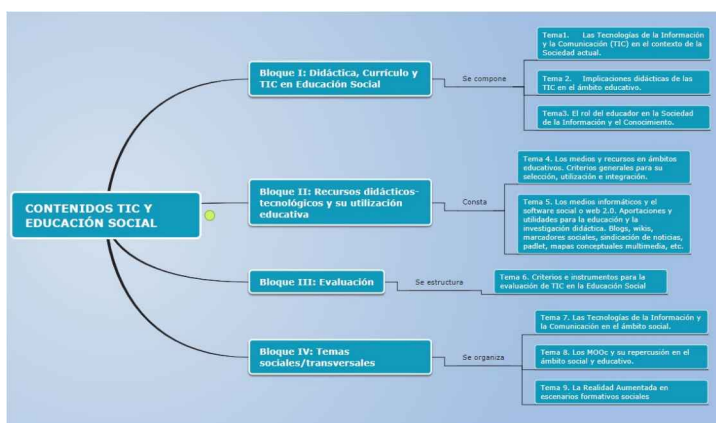 CONTENIDOS TIC Y
EDUCACIÓN SOCIAL
Bloque I: Didáctica, Currículo y
TIC en Educación Social
Se compone
Tema1. Las Tecnologías de la Información
y la Comunicación (TIC) en el contexto de la
Sociedad actual.
Tema 2. Implicaciones didácticas de las
TIC en el ámbito educativo.
Tema3. El rol del educador en la Sociedad
de la Información y el Conocimiento.
Bloque II: Recursos didácticos-
tecnológicos y su utilización
educativa
Consta
Tema 4. Los medios y recursos en ámbitos
educativos. Criterios generales para su
selección, utilización e integración.
Tema 5. Los medios informáticos y el
software social o web 2.0. Aportaciones y
utilidades para la educación y la
investigación didáctica. Blogs, wikis,
marcadores sociales, sindicación de noticias,
padlet, mapas conceptuales multimedia, etc.
Bloque III: Evaluación
Se estructura
Tema 6. Criterios e instrumentos para la
evaluación de TIC en la Educación Social
Bloque IV: Temas
sociales/transversales
Se organiza
Tema 7. Las Tecnologías de la Información y
la Comunicación en el ámbito social.
Tema 8. Los MOOc y su repercusión en el
ámbito social y educativo.
Tema 9. La Realidad Aumentada en
escenarios formativos sociales